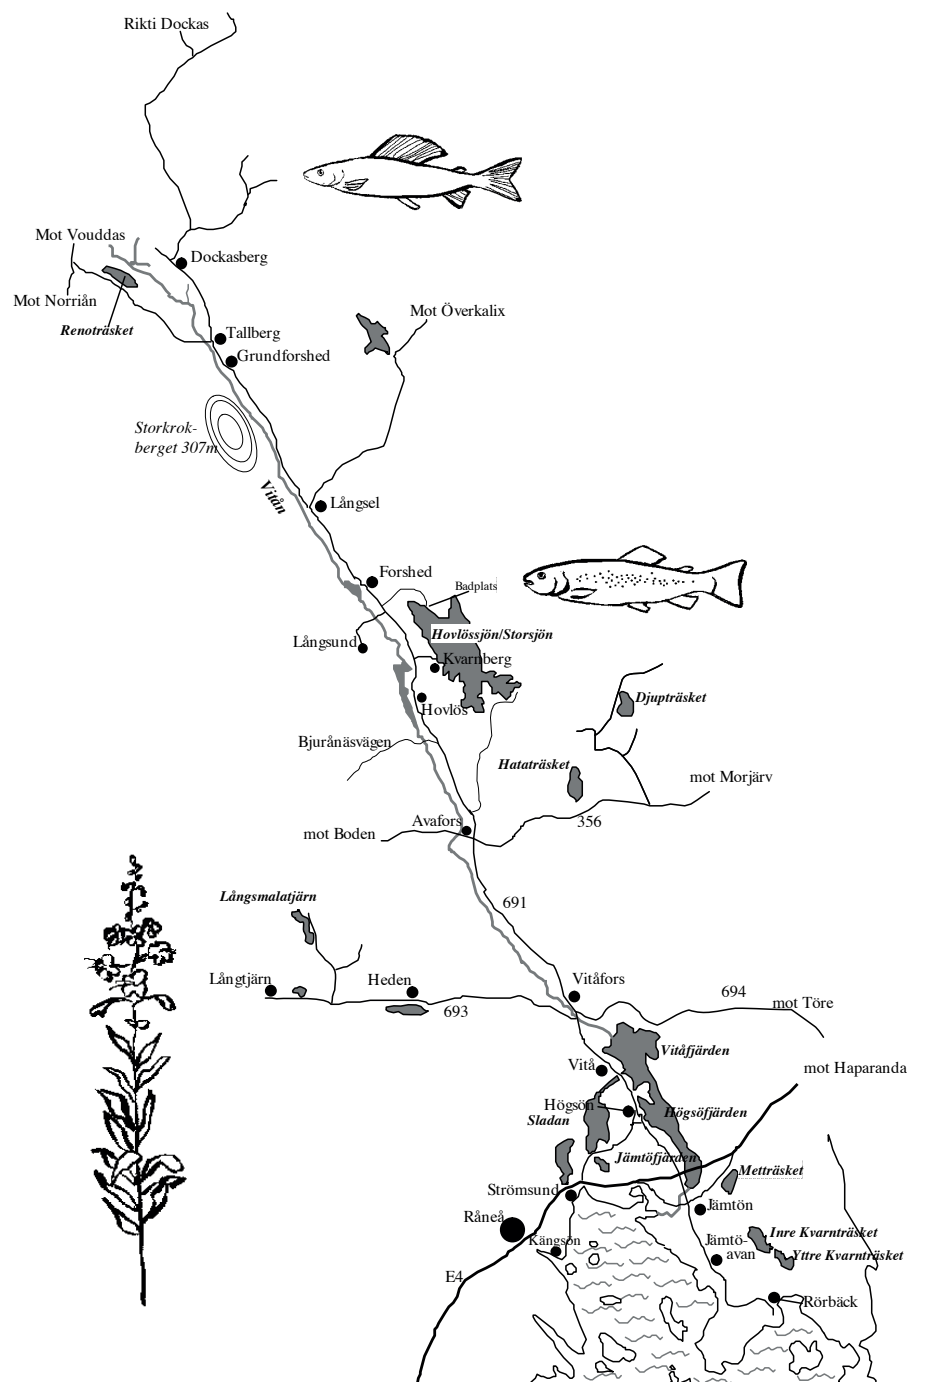 Rikti Dockas
Mot Vouddas
Dockasberg
Mot Norriån
Renoträsket
Mot Överkalix
Tallberg
Grundforshed
Storkrok-
berget 307m
Vitån
Långsel
Forshed
Badplats
Långsund
Hovlössjön/Storsjön
Kvarnberg
Djupträsket
Hovlös
Bjurånäsvägen
Hataträsket
mot Morjärv
Avafors
356
mot Boden
Långsmalatjärn
691
Långtjärn
Heden
Vitåfors
694
mot Töre
693
Vitåfjärden
Vitå
mot Haparanda
Högsön
Sladan
Högsöfjärden
Jämtöfjärden
Metträsket
Strömsund
Jämtön
Råneå
Kängsön
Jämtö-
avan
Inre Kvarnträsket
Yttre Kvarnträsket
E4
Rörbäck